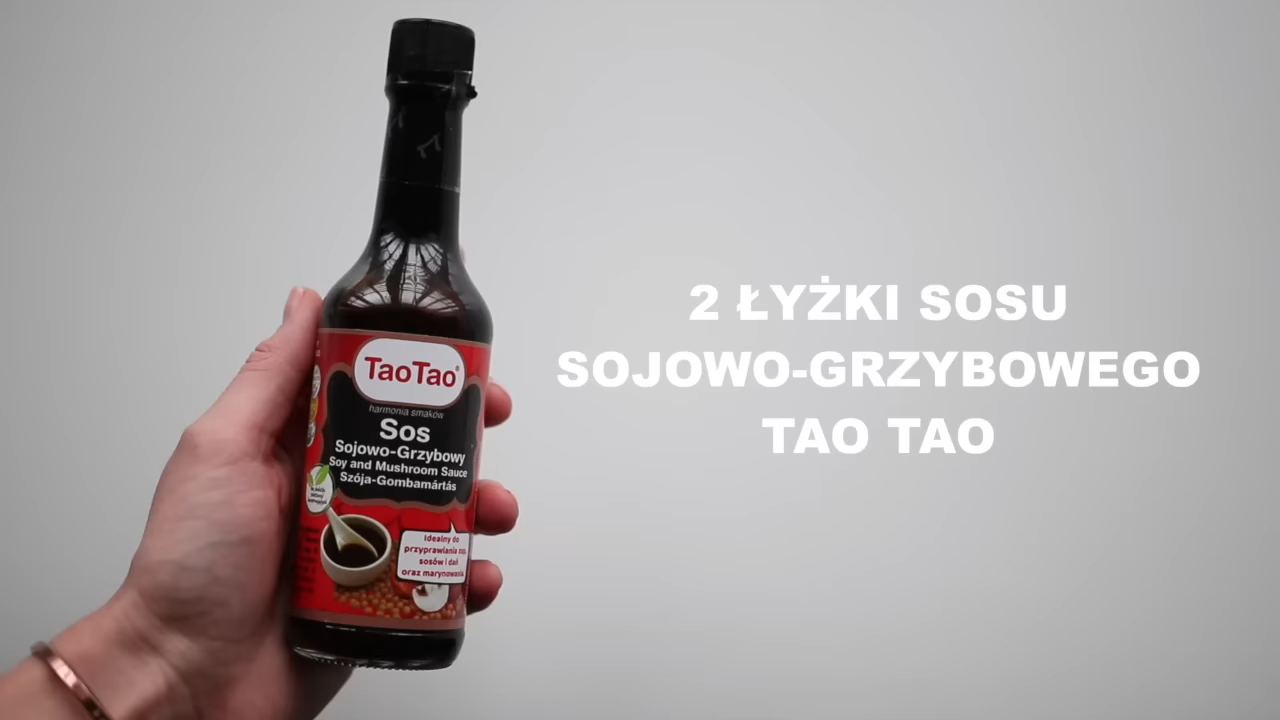 TaoTao®
harmonia smaków
Sos
Sojowo-Grzybowy
Soy and Mushroom Sauce
Szója-Gombamártás
Idealny do
przyprawiania zup,
sosów i dań
oraz marynowania.
2 ŁYŻKI SOSU
SOJOWO-GRZYBOWEGO
TAO TAO